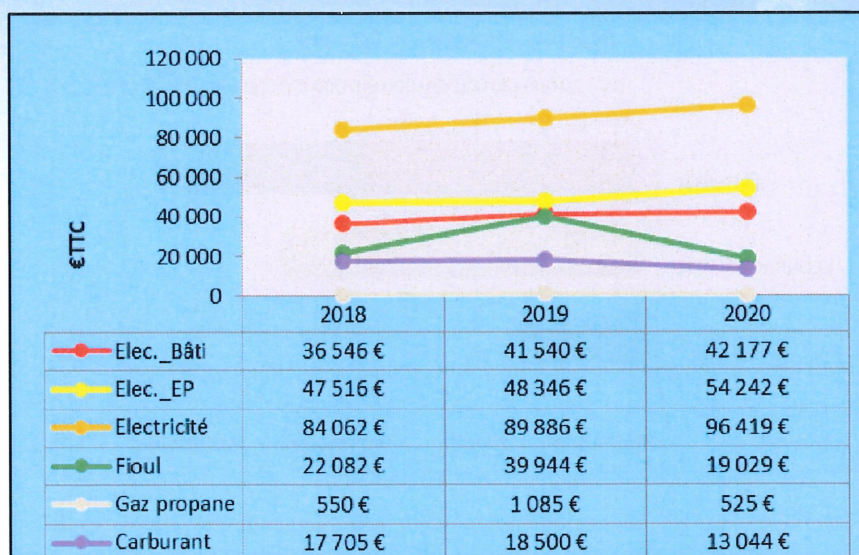 120 000
100 000
80 000
60 000
40 000
20 000
0
€TTC
2018 2019 2020
Elec._Bâti 36 546 € 41 540 € 42 177 €
Elec._EP 47 516 € 48 346 € 54 242 €
Electricité 84 062 € 89 886 € 96 419 €
Fioul 22 082 € 39 944 € 19 029 €
Gaz propane 550 € 1 085 € 525 €
Carburant 17 705 € 18 500 € 13 044 €